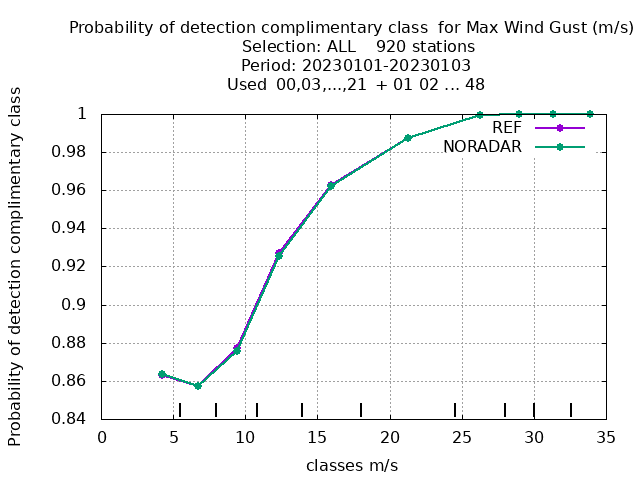 Probability of detection complimentary class  for Max Wind Gust (m/s)
Selection: ALL    920 stations
Period: 20230101-20230103
Used  00,03,...,21  + 01 02 ... 48
Probability of detection complimentary class
1
0.98
0.96
0.94
0.92
0.9
0.88
0.86
0.84
REF
NORADAR
0 5 10 15 20 25 30 35
classes m/s